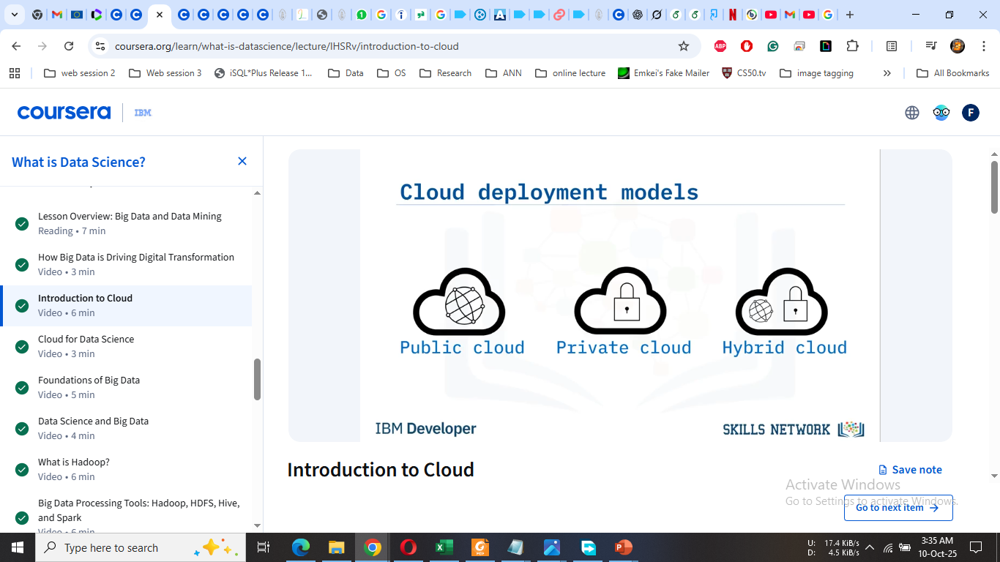 coursera.org/learn/what-is-datascience/lecture/IHSRv/introduction-to-cloud
ABP
web session 2
Web session 3
iSQL*Plus Release 1...
Data
OS
Research
ANN
online lecture
Emkei's Fake Mailer
CS50.tv
image tagging
»
All Bookmarks
coursera
IBM
F
What is Data Science?
Lesson Overview: Big Data and Data Mining
Reading • 7 min
How Big Data is Driving Digital Transformation
Video • 3 min
Introduction to Cloud
Video • 6 min
Cloud for Data Science
Video • 3 min
Foundations of Big Data
Video • 5 min
Data Science and Big Data
Video • 4 min
What is Hadoop?
Video • 6 min
Big Data Processing Tools: Hadoop, HDFS, Hive,
and Spark
Video • 6 min
Cloud deployment models
Public cloud
Private cloud
Hybrid cloud
IBM Developer
SKILLS NETWORK
Introduction to Cloud
Save note
Activate Windows
Go to Settings to activate Windows.
Go to next item
Type here to search
U: 17.4 KiB/s
D: 4.5 KiB/s
3:35 AM
10-Oct-25